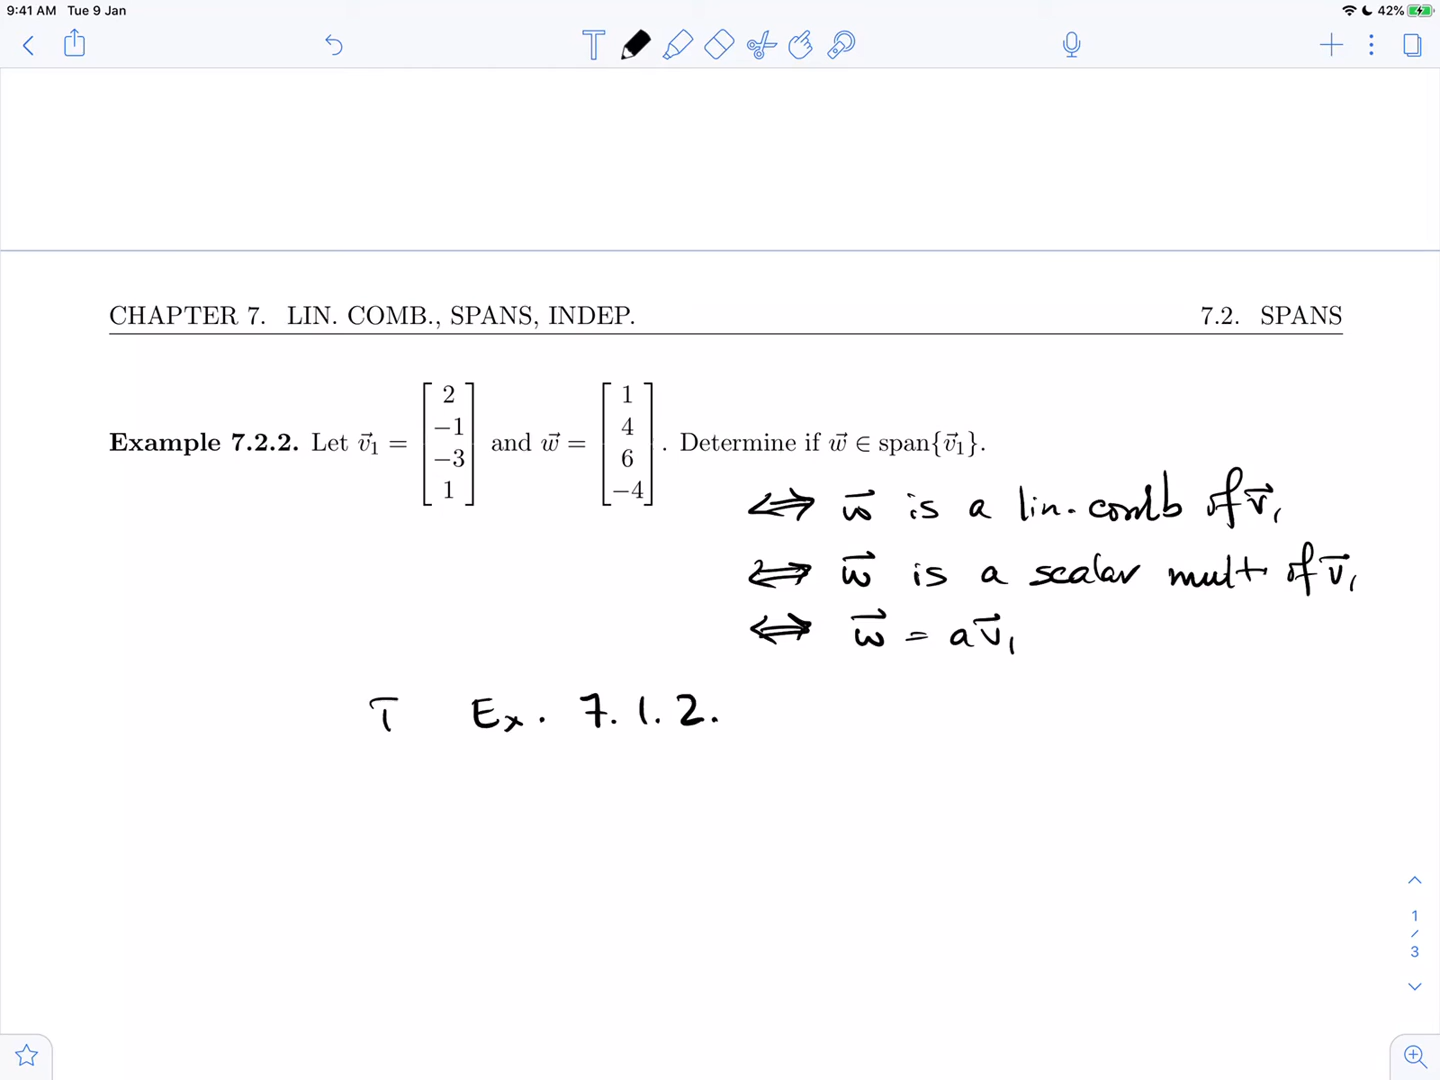 9:41 AM Tue 9 Jan 42%
CHAPTER 7. LIN. COMB., SPANS, INDEP. 7.2. SPANS
Example 7.2.2. Let v⃗₁ = [2 −1 −3 1] and w⃗ = [1 4 6 −4]. Determine if w⃗ ∈ span{v⃗₁}.
⟺ w⃗ is a lin. comb of v⃗₁
⟺ w⃗ is a scalar mult of v⃗₁
⟺ w⃗ = a v⃗₁
T Ex. 7.1.2.
1
/
3